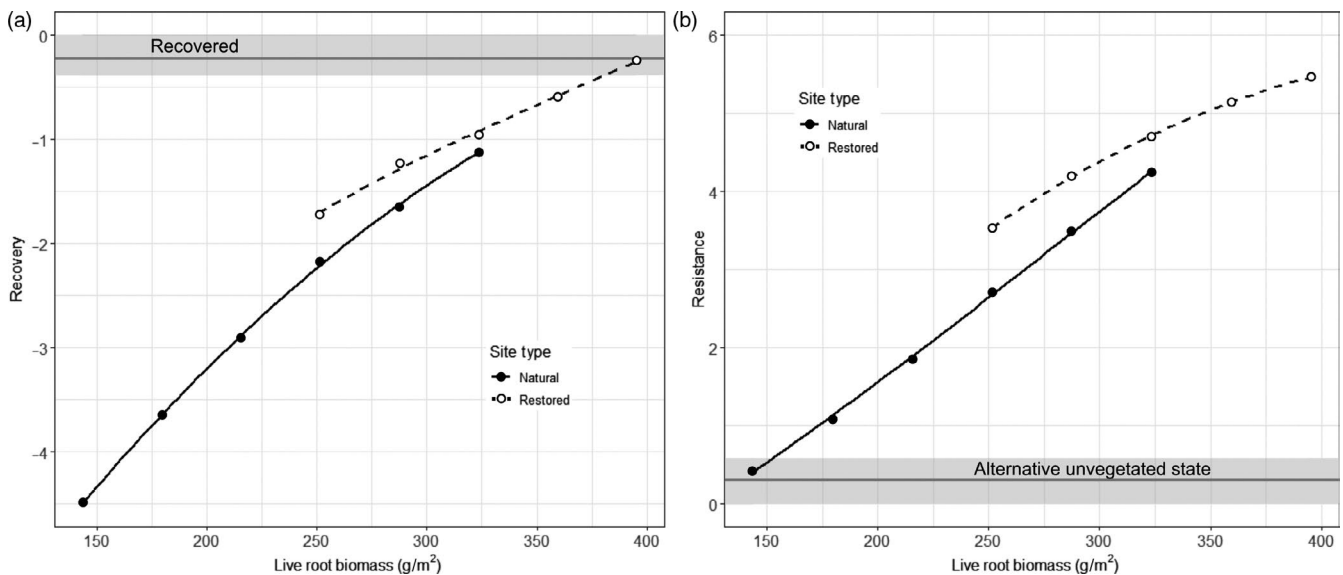 (a)
0
−1
−2
−3
−4
Recovery
Recovered
Site type
Natural
Restored
150
200
250
300
350
400
Live root biomass (g/m²)
(b)
6
4
2
0
Resistance
Site type
Natural
Restored
Alternative unvegetated state
150
200
250
300
350
400
Live root biomass (g/m²)